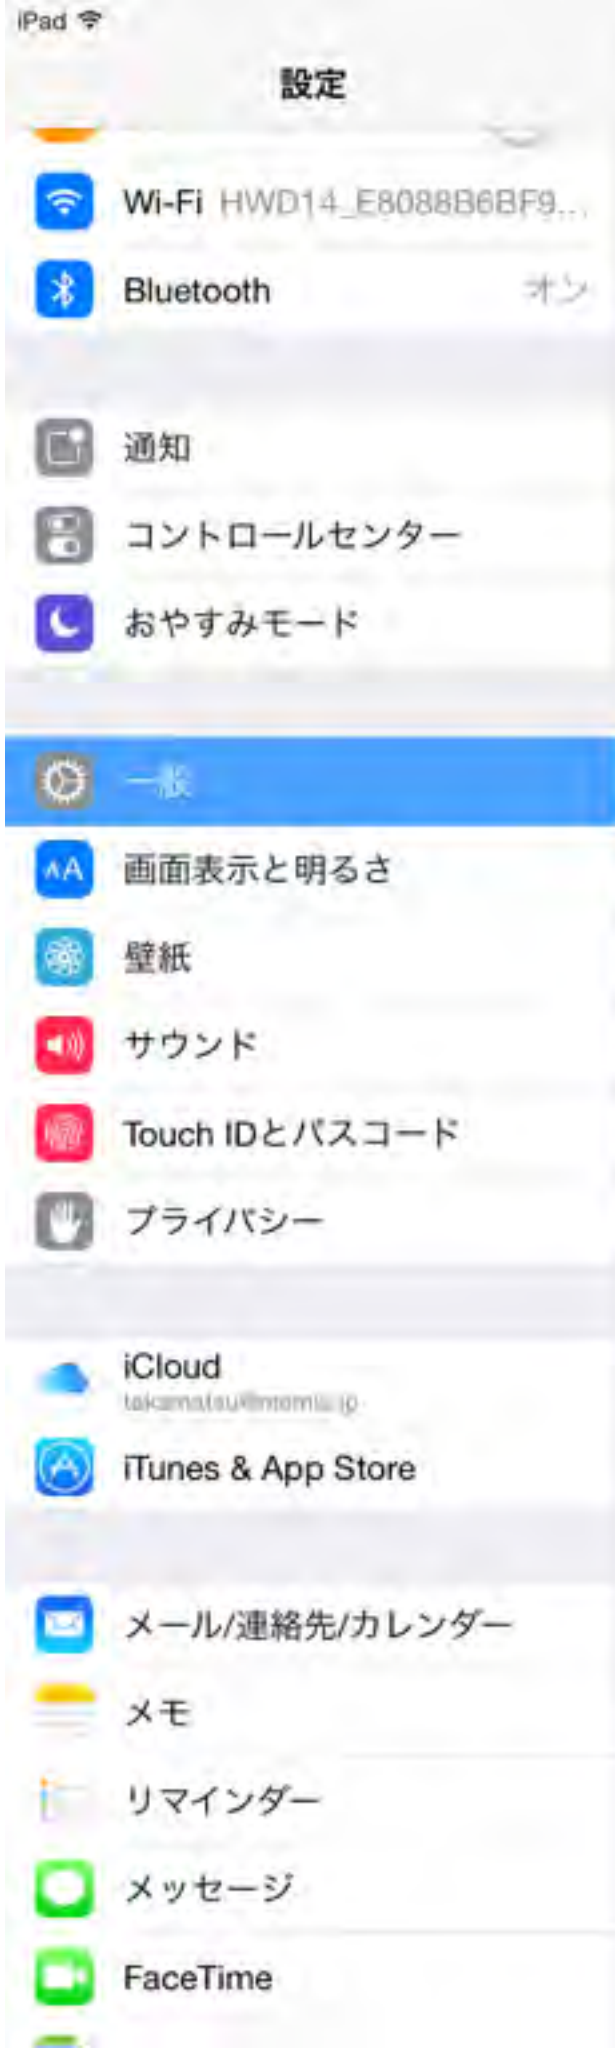 iPad
設定
Wi-Fi HWD14_E8088B6BF9...
Bluetooth オン
通知
コントロールセンター
おやすみモード
一般
画面表示と明るさ
壁紙
サウンド
Touch IDとパスコード
プライバシー
iCloud
iTunes & App Store
メール/連絡先/カレンダー
メモ
リマインダー
メッセージ
FaceTime